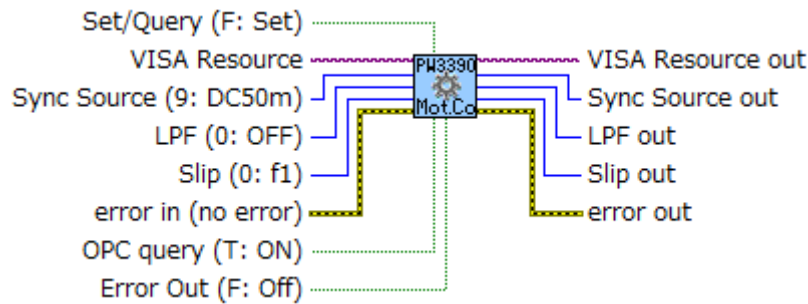 Set/Query (F: Set)
VISA Resource
Sync Source (9: DC50m)
LPF (0: OFF)
Slip (0: f1)
error in (no error)
OPC query (T: ON)
Error Out (F: Off)
PW3390
Mot.Co
VISA Resource out
Sync Source out
LPF out
Slip out
error out